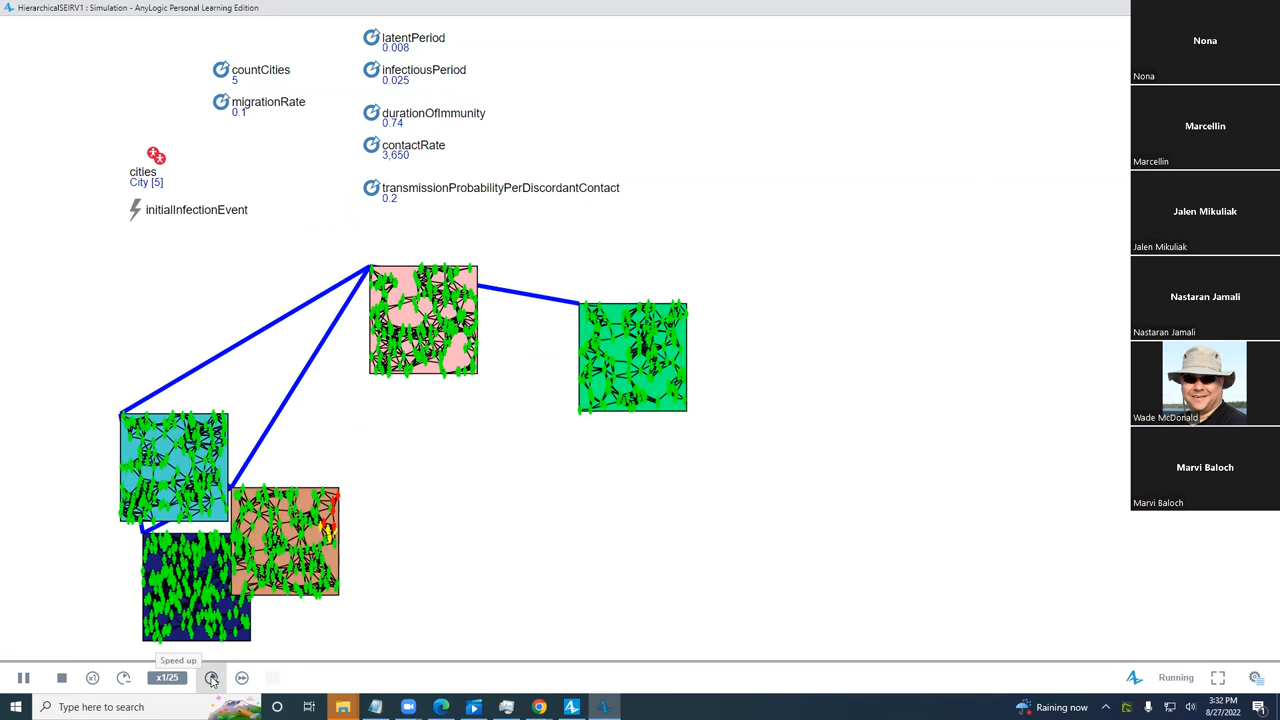 HierarchicalSEIRV1 : Simulation - AnyLogic Personal Learning Edition
latentPeriod
0.008
countCities
5
infectiousPeriod
0.025
migrationRate
0.1
durationOfImmunity
0.74
contactRate
3,650
cities
City [5]
transmissionProbabilityPerDiscordantContact
0.2
initialInfectionEvent
Nona
Nona
Marcellin
Marcellin
Jalen Mikuliak
Jalen Mikuliak
Nastaran Jamali
Nastaran Jamali
Wade McDonald
Marvi Baloch
Marvi Baloch
Speed up
x1
x1/25
Running
Type here to search
Raining now
3:32 PM
8/27/2022
1